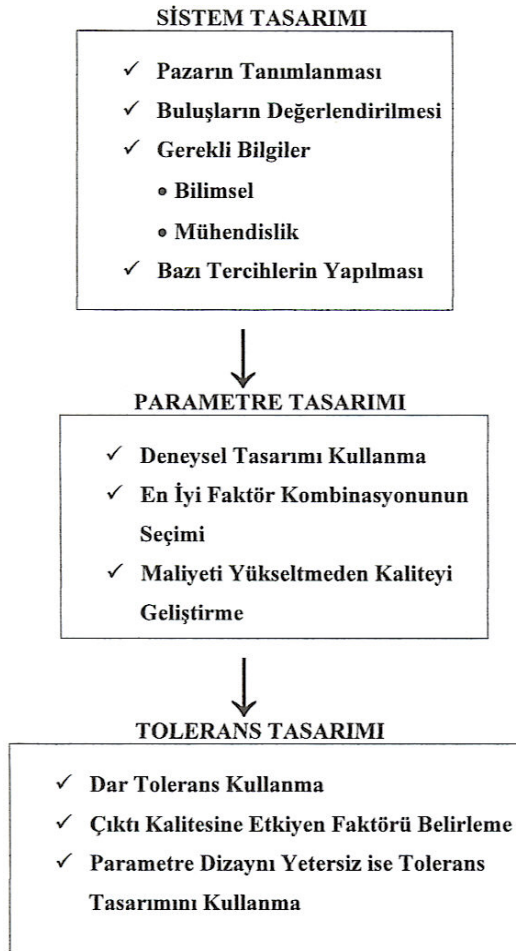 SİSTEM TASARIMI
✓ Pazarın Tanımlanması
✓ Buluşların Değerlendirilmesi
✓ Gerekli Bilgiler
• Bilimsel
• Mühendislik
✓ Bazı Tercihlerin Yapılması
PARAMETRE TASARIMI
✓ Deneysel Tasarımı Kullanma
✓ En İyi Faktör Kombinasyonunun
Seçimi
✓ Maliyeti Yükseltmeden Kaliteyi
Geliştirme
TOLERANS TASARIMI
✓ Dar Tolerans Kullanma
✓ Çıktı Kalitesine Etkiyen Faktörü Belirleme
✓ Parametre Dizaynı Yetersiz ise Tolerans
Tasarımını Kullanma